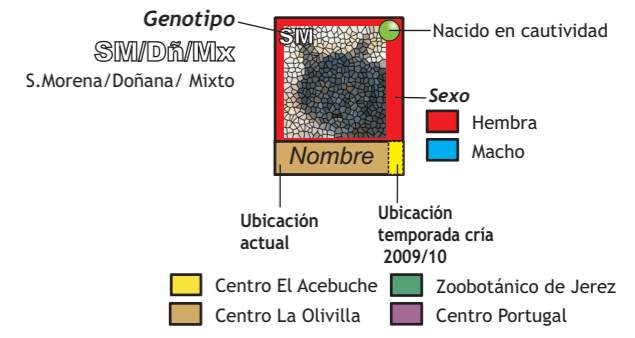 Genotipo
SM/Dñ/Mx
S.Morena/Doñana/ Mixto
SM
Nacido en cautividad
Sexo
Hembra
Macho
Nombre
Ubicación
actual
Ubicación
temporada cría
2009/10
Centro El Acebuche
Zoobotánico de Jerez
Centro La Olivilla
Centro Portugal